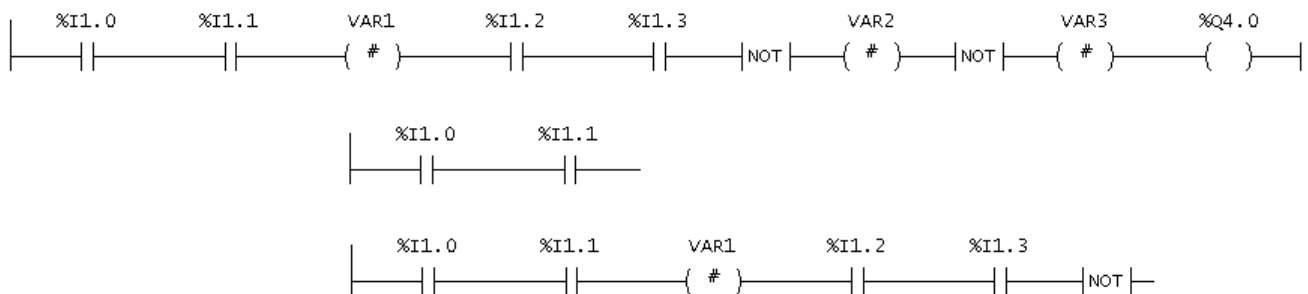 %I1.0 %I1.1 VAR1 %I1.2 %I1.3 VAR2 VAR3 %Q4.0
# NOT # NOT #
%I1.0 %I1.1
%I1.0 %I1.1 VAR1 %I1.2 %I1.3
# NOT